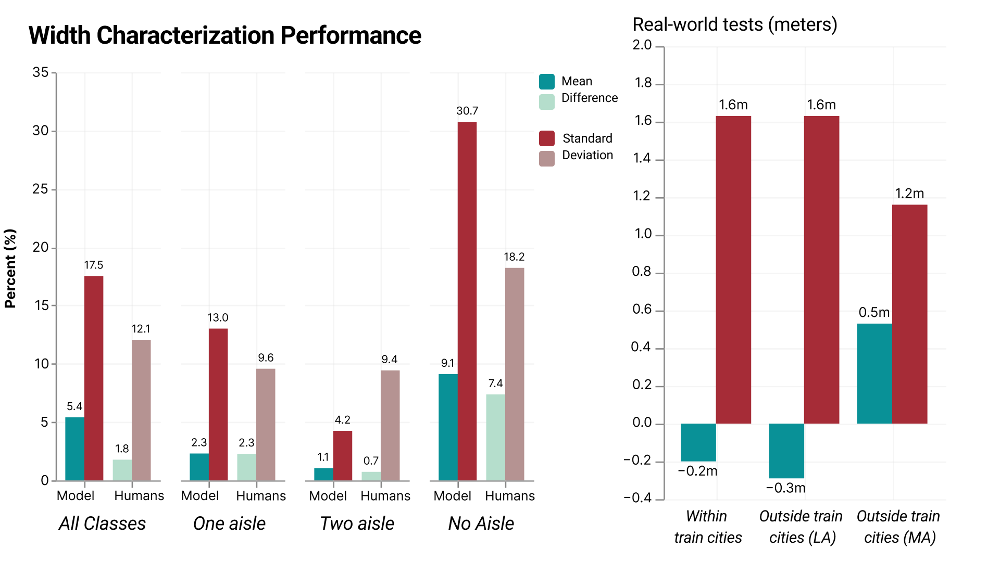 Width Characterization Performance
Percent (%)
35
30
25
20
15
10
5
0
17.5
12.1
5.4
1.8
Model Humans
All Classes
13.0
9.6
2.3
2.3
Model Humans
One aisle
9.4
4.2
1.1
0.7
Model Humans
Two aisle
30.7
18.2
9.1
7.4
Model Humans
No Aisle
Mean
Difference
Standard
Deviation
Real-world tests (meters)
2.0
1.8
1.6
1.4
1.2
1.0
0.8
0.6
0.4
0.2
0.0
−0.2
−0.4
1.6m
−0.2m
1.6m
−0.3m
1.2m
0.5m
Within
train cities
Outside train
cities (LA)
Outside train
cities (MA)